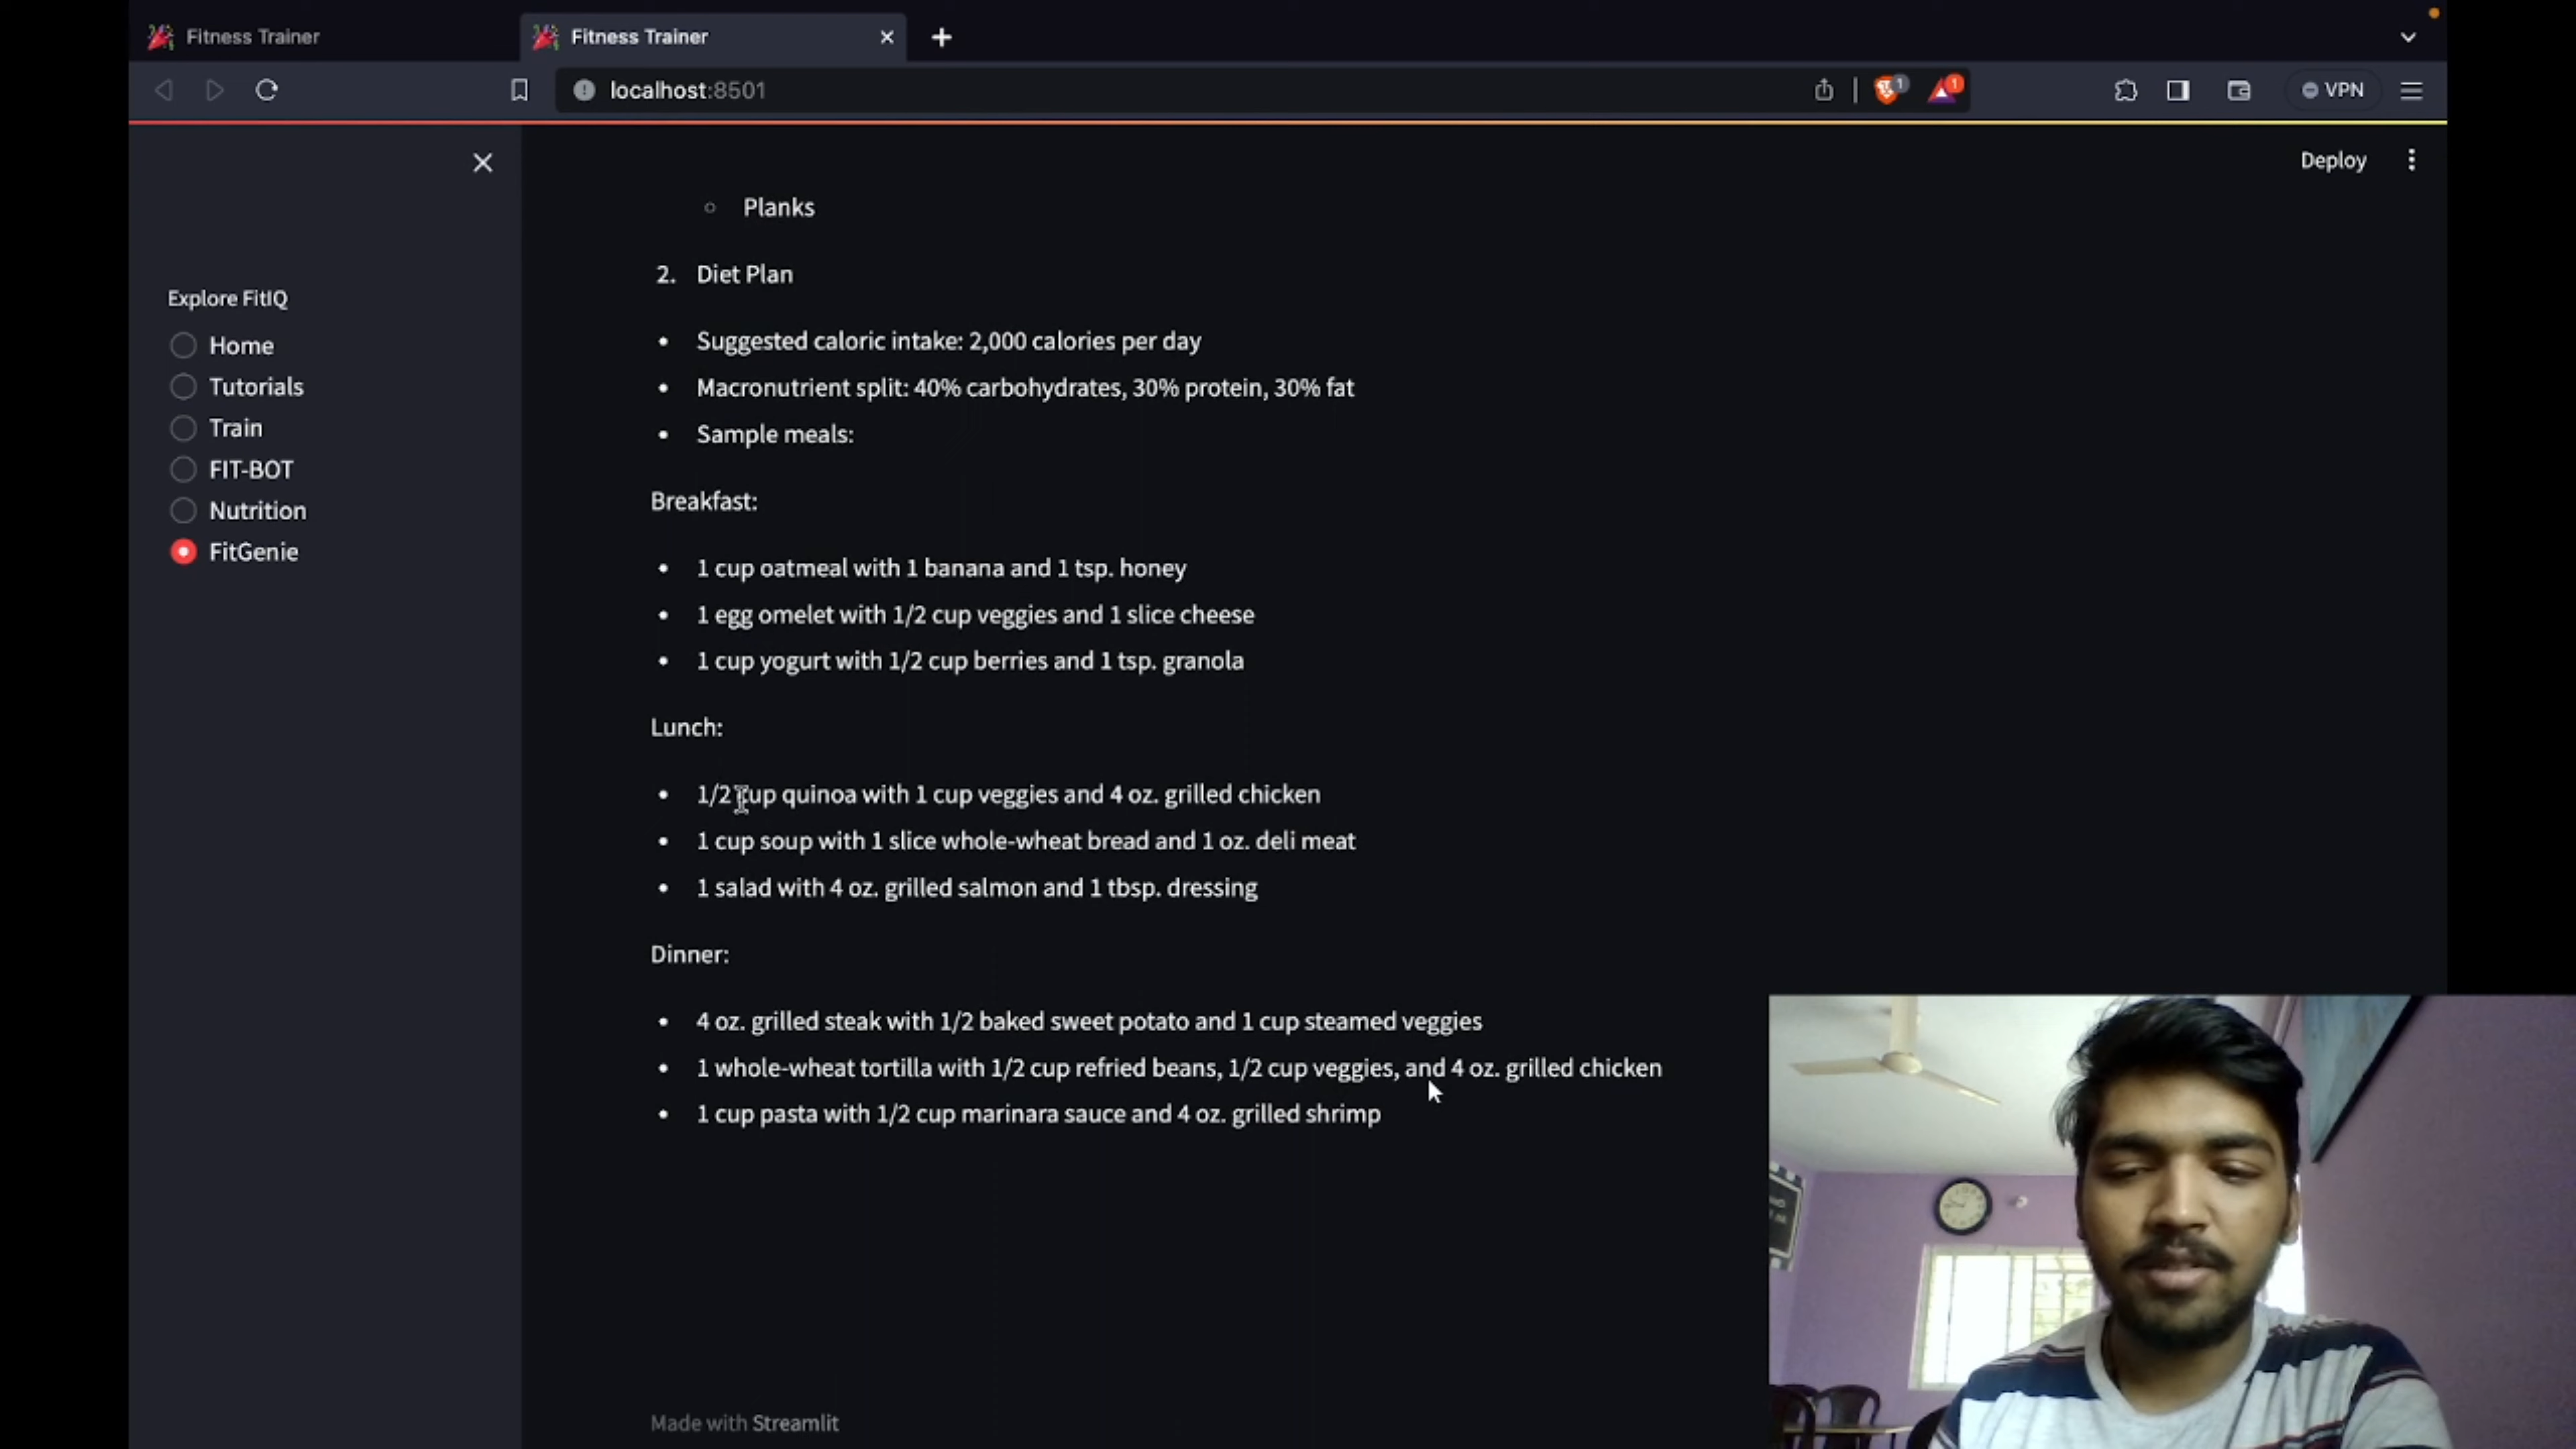 Fitness Trainer
Fitness Trainer
localhost:8501
1
1
VPN
Deploy
Explore FitIQ
Home
Tutorials
Train
FIT-BOT
Nutrition
FitGenie
Planks
2. Diet Plan
Suggested caloric intake: 2,000 calories per day
Macronutrient split: 40% carbohydrates, 30% protein, 30% fat
Sample meals:
Breakfast:
1 cup oatmeal with 1 banana and 1 tsp. honey
1 egg omelet with 1/2 cup veggies and 1 slice cheese
1 cup yogurt with 1/2 cup berries and 1 tsp. granola
Lunch:
1/2 cup quinoa with 1 cup veggies and 4 oz. grilled chicken
1 cup soup with 1 slice whole-wheat bread and 1 oz. deli meat
1 salad with 4 oz. grilled salmon and 1 tbsp. dressing
Dinner:
4 oz. grilled steak with 1/2 baked sweet potato and 1 cup steamed veggies
1 whole-wheat tortilla with 1/2 cup refried beans, 1/2 cup veggies, and 4 oz. grilled chicken
1 cup pasta with 1/2 cup marinara sauce and 4 oz. grilled shrimp
Made with Streamlit